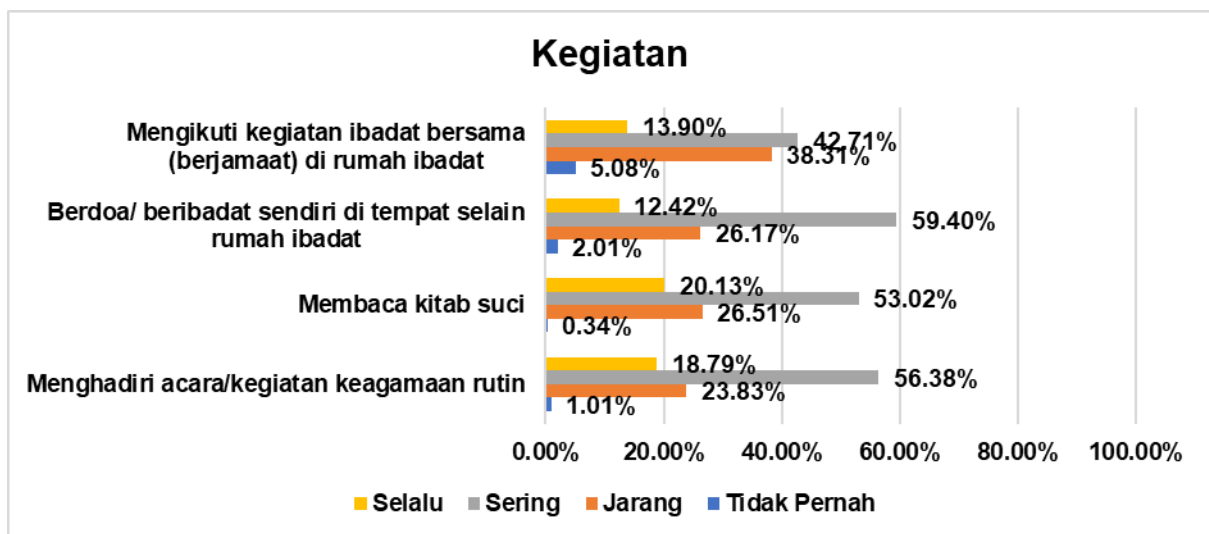 Kegiatan
Mengikuti kegiatan ibadat bersama
(berjamaat) di rumah ibadat
13.90%
42.71%
38.31%
5.08%
Berdoa/ beribadat sendiri di tempat selain
rumah ibadat
12.42%
59.40%
26.17%
2.01%
Membaca kitab suci
20.13%
53.02%
26.51%
0.34%
Menghadiri acara/kegiatan keagamaan rutin
18.79%
56.38%
23.83%
1.01%
0.00% 20.00% 40.00% 60.00% 80.00% 100.00%
Selalu Sering Jarang Tidak Pernah